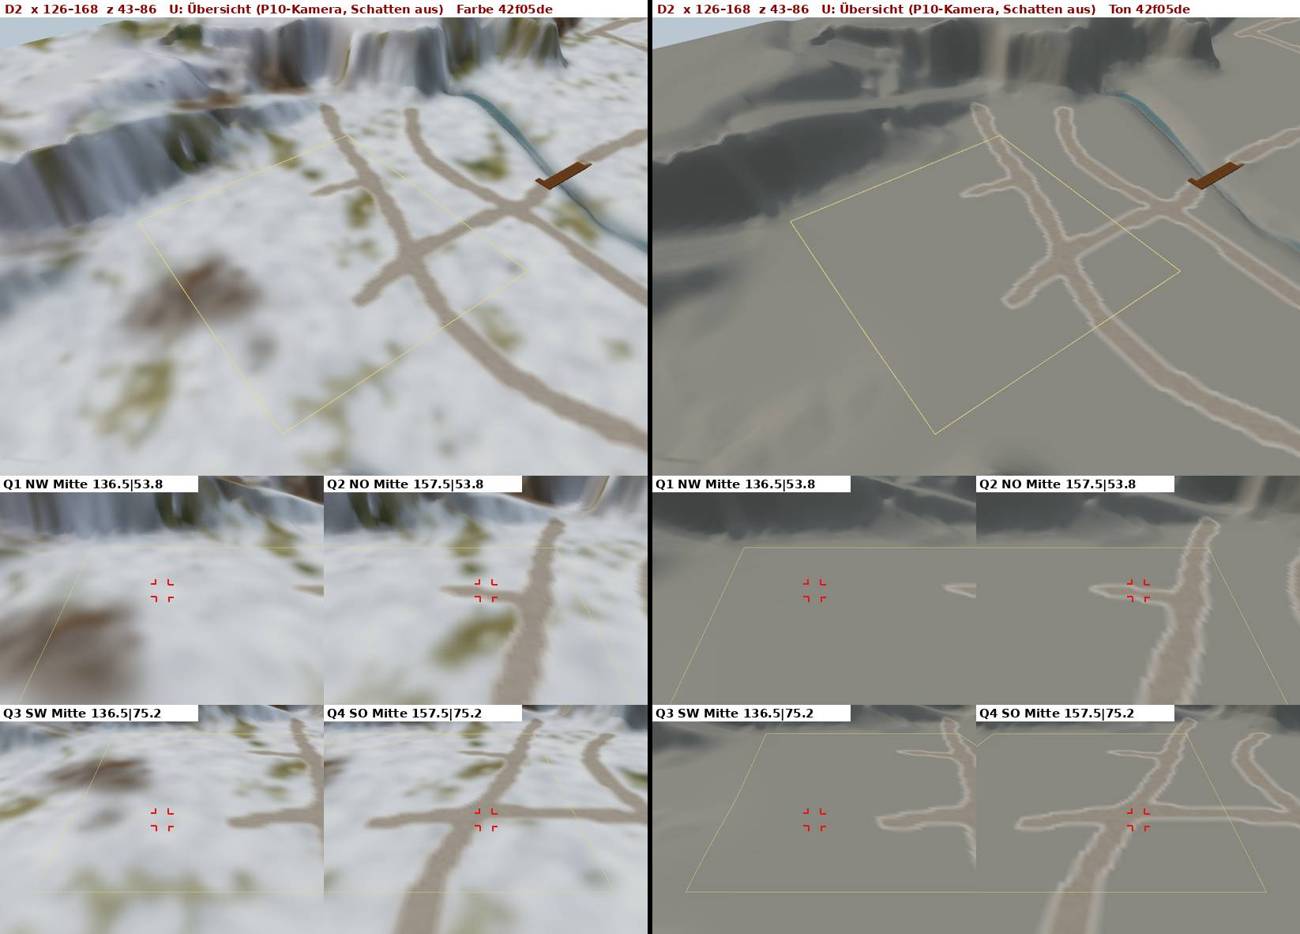 D2  x 126–168  z 43–86   U: Übersicht (P10-Kamera, Schatten aus)   Farbe 42f05de
D2  x 126–168  z 43–86   U: Übersicht (P10-Kamera, Schatten aus)   Ton 42f05de
Q1 NW Mitte 136.5|53.8
Q2 NO Mitte 157.5|53.8
Q1 NW Mitte 136.5|53.8
Q2 NO Mitte 157.5|53.8
Q3 SW Mitte 136.5|75.2
Q4 SO Mitte 157.5|75.2
Q3 SW Mitte 136.5|75.2
Q4 SO Mitte 157.5|75.2